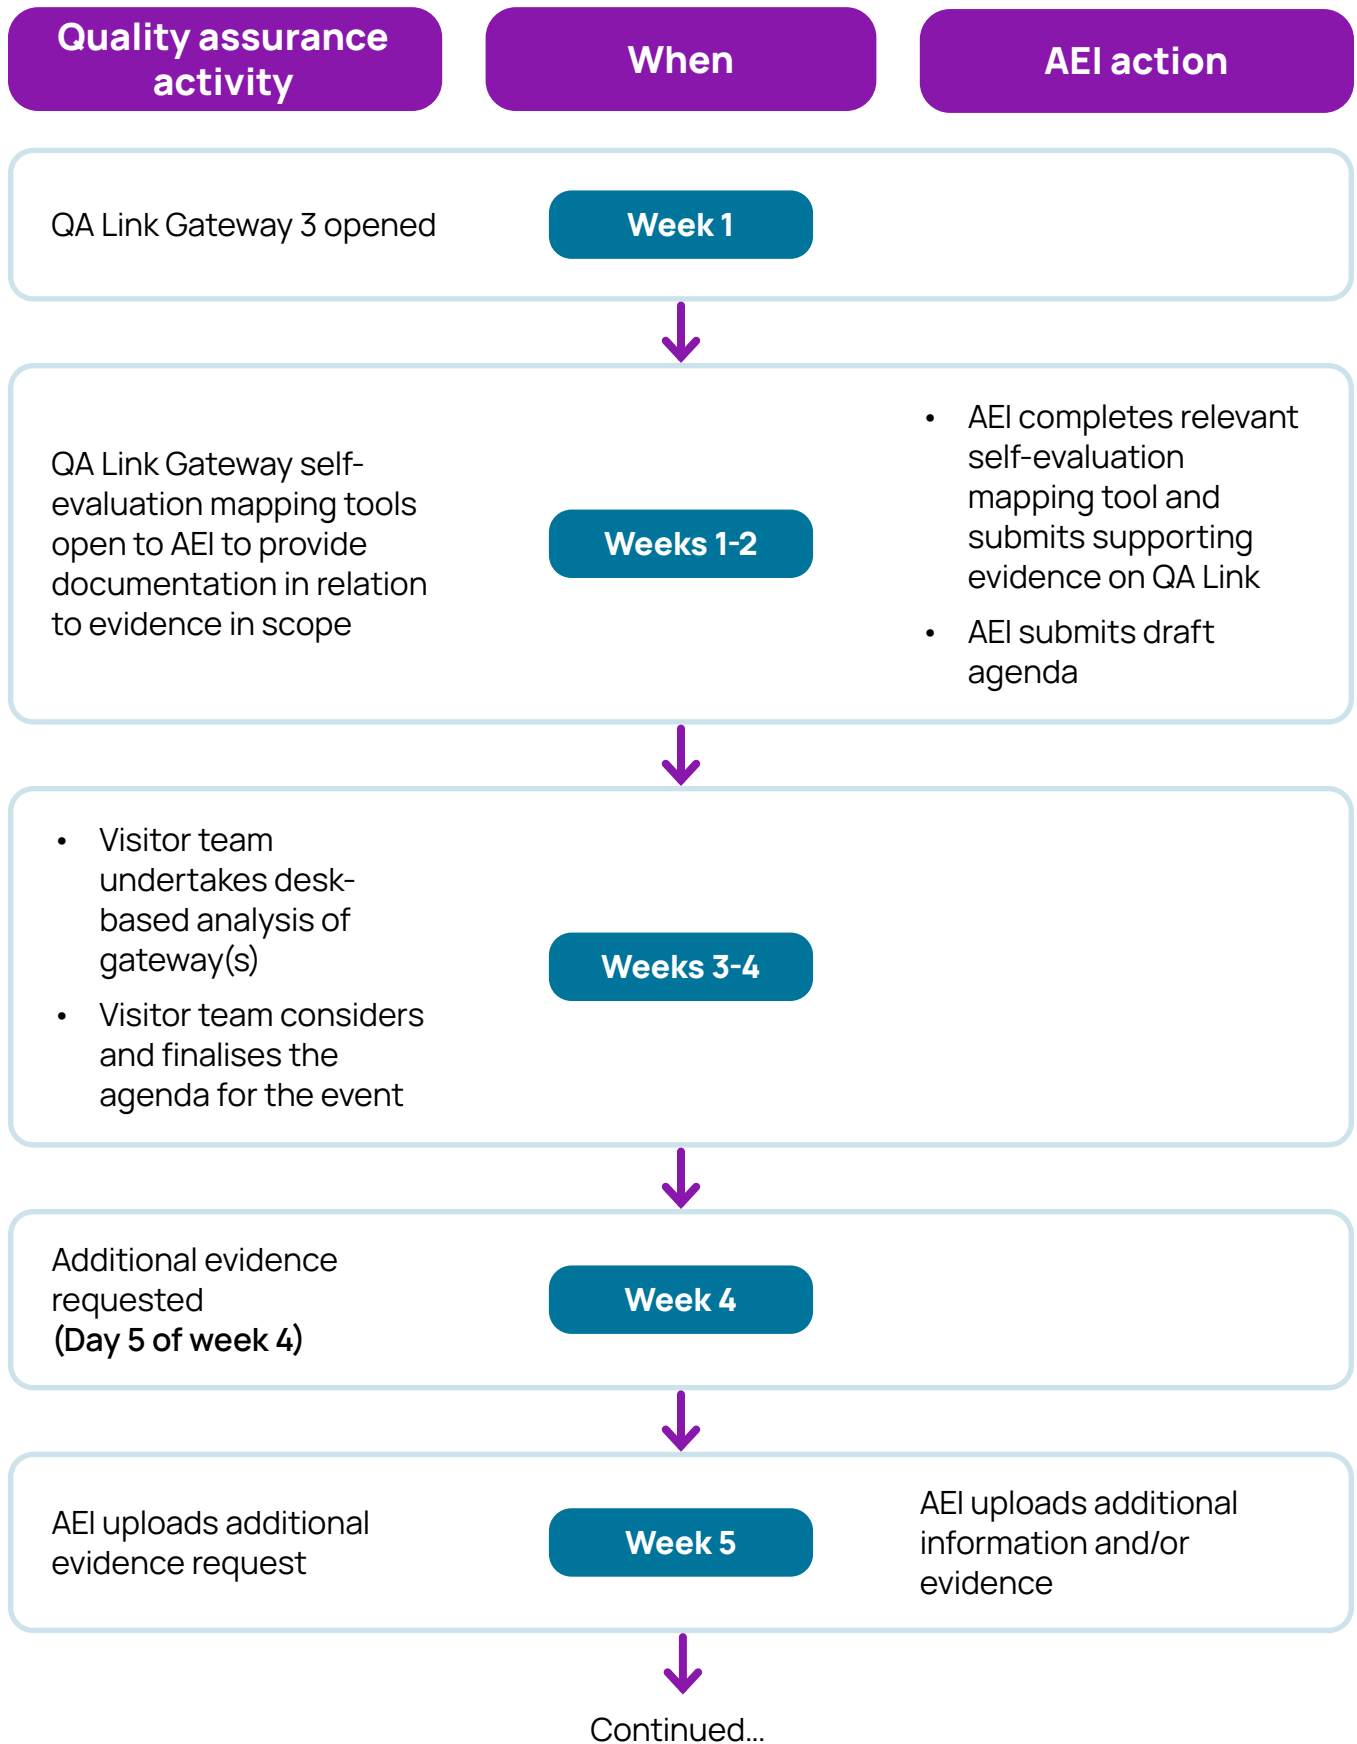 Quality assurance
activity
When
AEI action
QA Link Gateway 3 opened
Week 1
QA Link Gateway self-
evaluation mapping tools
open to AEI to provide
documentation in relation
to evidence in scope
Weeks 1-2
• AEI completes relevant
self-evaluation
mapping tool and
submits supporting
evidence on QA Link
• AEI submits draft
agenda
• Visitor team
undertakes desk-
based analysis of
gateway(s)
• Visitor team considers
and finalises the
agenda for the event
Weeks 3-4
Additional evidence
requested
(Day 5 of week 4)
Week 4
AEI uploads additional
evidence request
Week 5
AEI uploads additional
information and/or
evidence
Continued...